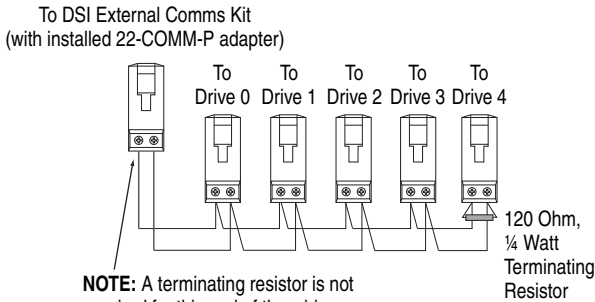 To DSI External Comms Kit
(with installed 22-COMM-P adapter)
To Drive 0
To Drive 1
To Drive 2
To Drive 3
To Drive 4
120 Ohm,
¼ Watt
Terminating
Resistor
NOTE: A terminating resistor is not